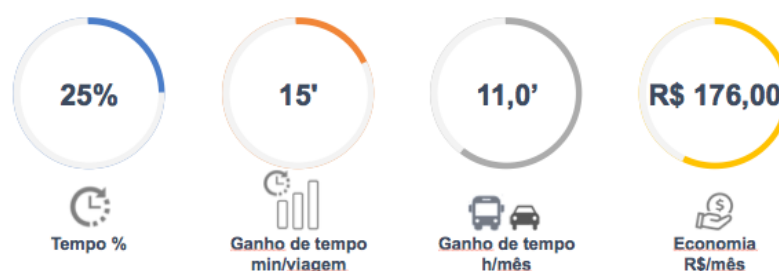 25%
15'
11,0’
R$ 176,00
Tempo %
Ganho de tempo
min/viagem
Ganho de tempo
h/mês
Economia
R$/mês